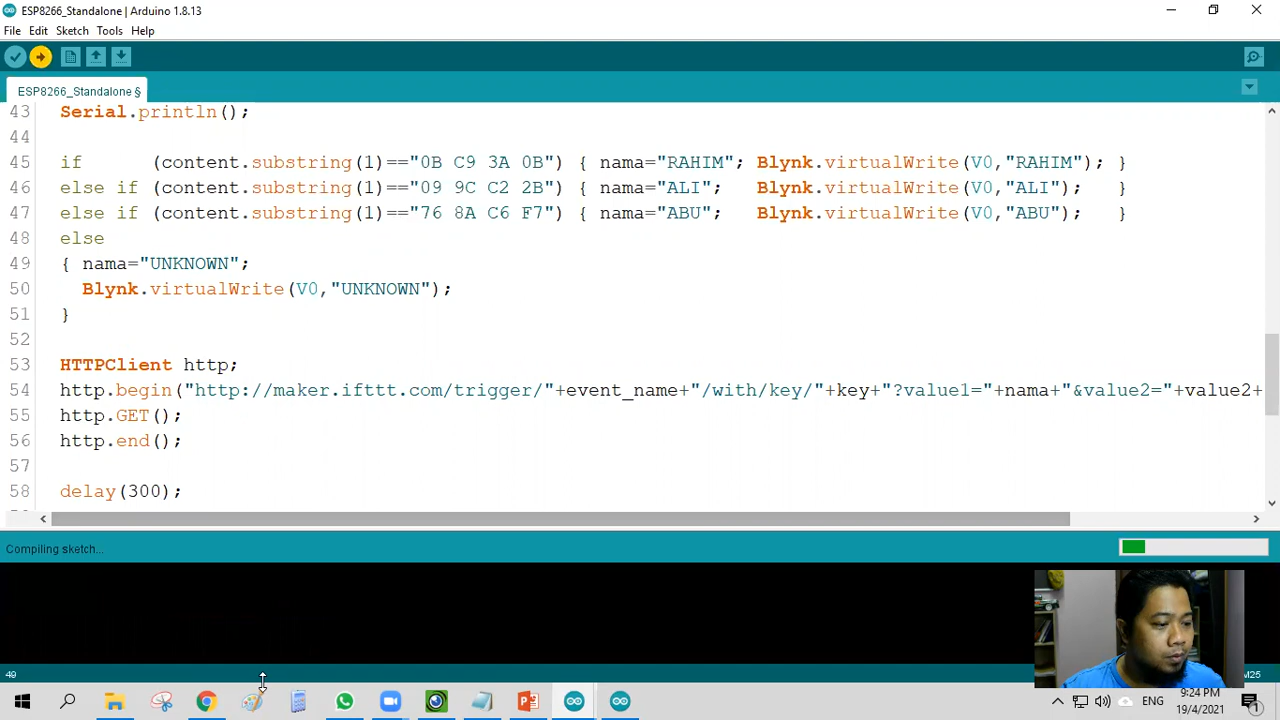 ESP8266_Standalone | Arduino 1.8.13
File Edit Sketch Tools Help
ESP8266_Standalone §
43 Serial.println();
44
45 if (content.substring(1)=="0B C9 3A 0B") { nama="RAHIM"; Blynk.virtualWrite(V0,"RAHIM"); }
46 else if (content.substring(1)=="09 9C C2 2B") { nama="ALI"; Blynk.virtualWrite(V0,"ALI"); }
47 else if (content.substring(1)=="76 8A C6 F7") { nama="ABU"; Blynk.virtualWrite(V0,"ABU"); }
48 else
49 { nama="UNKNOWN";
50 Blynk.virtualWrite(V0,"UNKNOWN");
51 }
52
53 HTTPClient http;
54 http.begin("http://maker.ifttt.com/trigger/"+event_name+"/with/key/"+key+"?value1="+nama+"&value2="+value2+
55 http.GET();
56 http.end();
57
58 delay(300);
Compiling sketch...
49
ENG
9:24 PM
19/4/2021